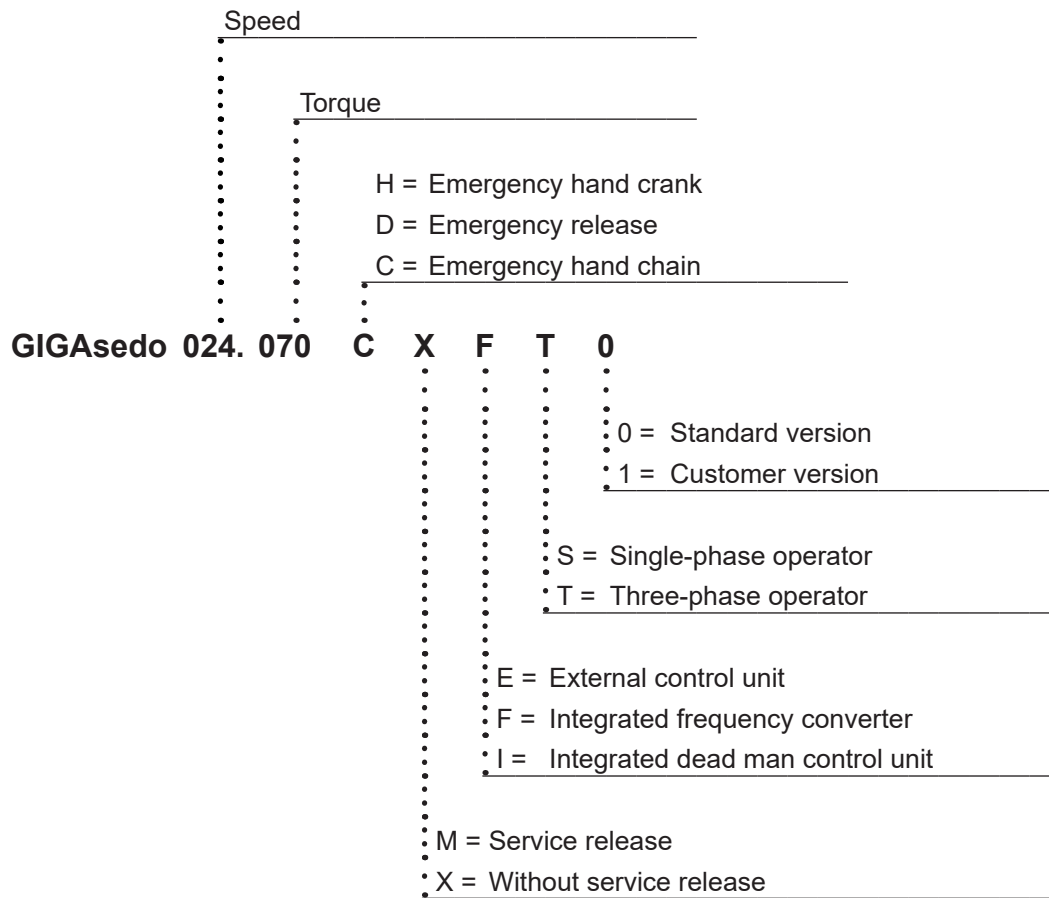 Speed
Torque
H = Emergency hand crank
D = Emergency release
C = Emergency hand chain
GIGAsedo 024. 070 C X F T 0
0 = Standard version
1 = Customer version
S = Single-phase operator
T = Three-phase operator
E = External control unit
F = Integrated frequency converter
I = Integrated dead man control unit
M = Service release
X = Without service release